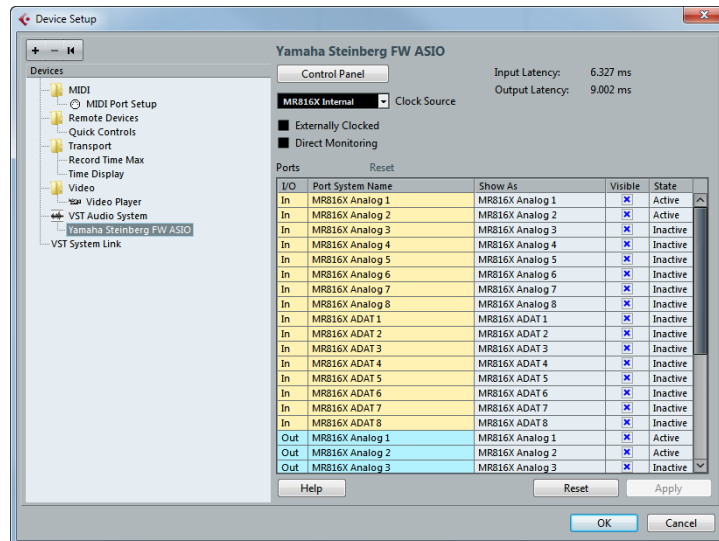 Device Setup
Devices
MIDI
MIDI Port Setup
Remote Devices
Quick Controls
Transport
Record Time Max
Time Display
Video
Video Player
VST Audio System
Yamaha Steinberg FW ASIO
VST System Link
Yamaha Steinberg FW ASIO
Control Panel
Input Latency: 6.327 ms
Output Latency: 9.002 ms
MR816X Internal Clock Source
Externally Clocked
Direct Monitoring
Ports Reset
I/O Port System Name Show As Visible State
In MR816X Analog 1 MR816X Analog 1 Active
In MR816X Analog 2 MR816X Analog 2 Active
In MR816X Analog 3 MR816X Analog 3 Inactive
In MR816X Analog 4 MR816X Analog 4 Inactive
In MR816X Analog 5 MR816X Analog 5 Inactive
In MR816X Analog 6 MR816X Analog 6 Inactive
In MR816X Analog 7 MR816X Analog 7 Inactive
In MR816X Analog 8 MR816X Analog 8 Inactive
In MR816X ADAT 1 MR816X ADAT 1 Inactive
In MR816X ADAT 2 MR816X ADAT 2 Inactive
In MR816X ADAT 3 MR816X ADAT 3 Inactive
In MR816X ADAT 4 MR816X ADAT 4 Inactive
In MR816X ADAT 5 MR816X ADAT 5 Inactive
In MR816X ADAT 6 MR816X ADAT 6 Inactive
In MR816X ADAT 7 MR816X ADAT 7 Inactive
In MR816X ADAT 8 MR816X ADAT 8 Inactive
Out MR816X Analog 1 MR816X Analog 1 Active
Out MR816X Analog 2 MR816X Analog 2 Active
Out MR816X Analog 3 MR816X Analog 3 Inactive
Help Reset Apply
OK Cancel